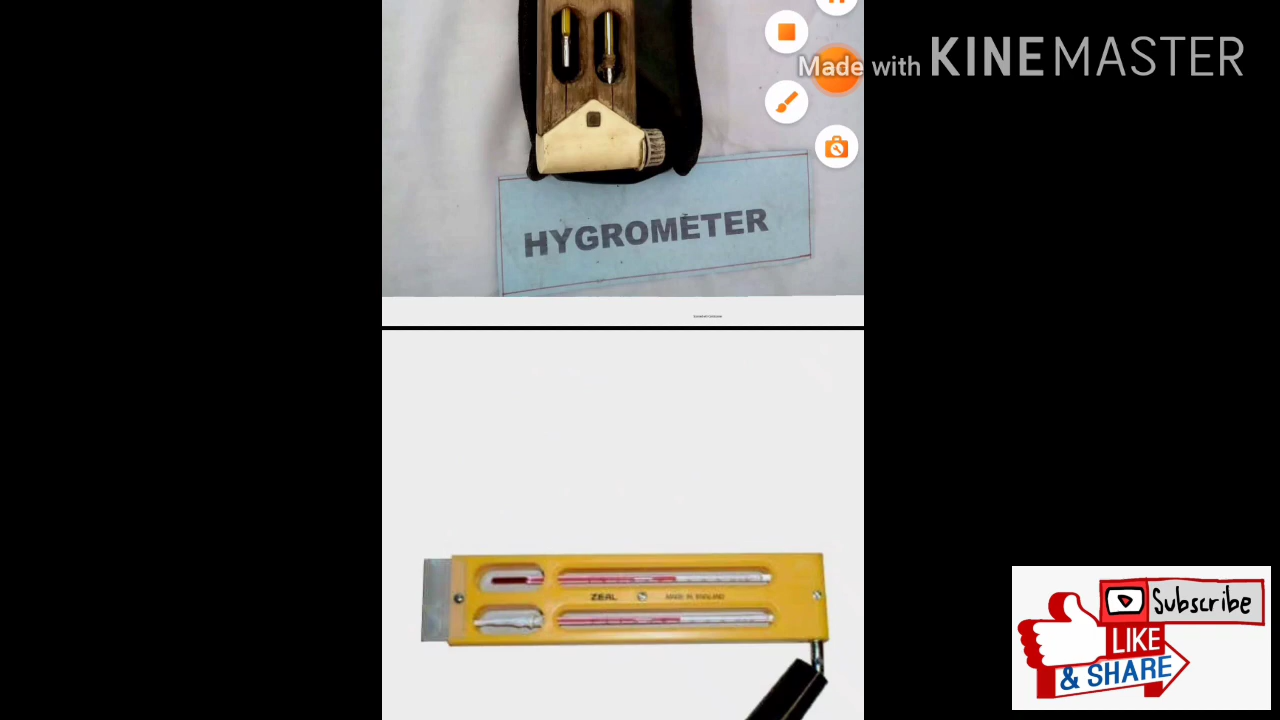 Made with KINEMASTER
HYGROMETER
ZEAL
MADE IN ENGLAND
Subscribe
LIKE
& SHARE